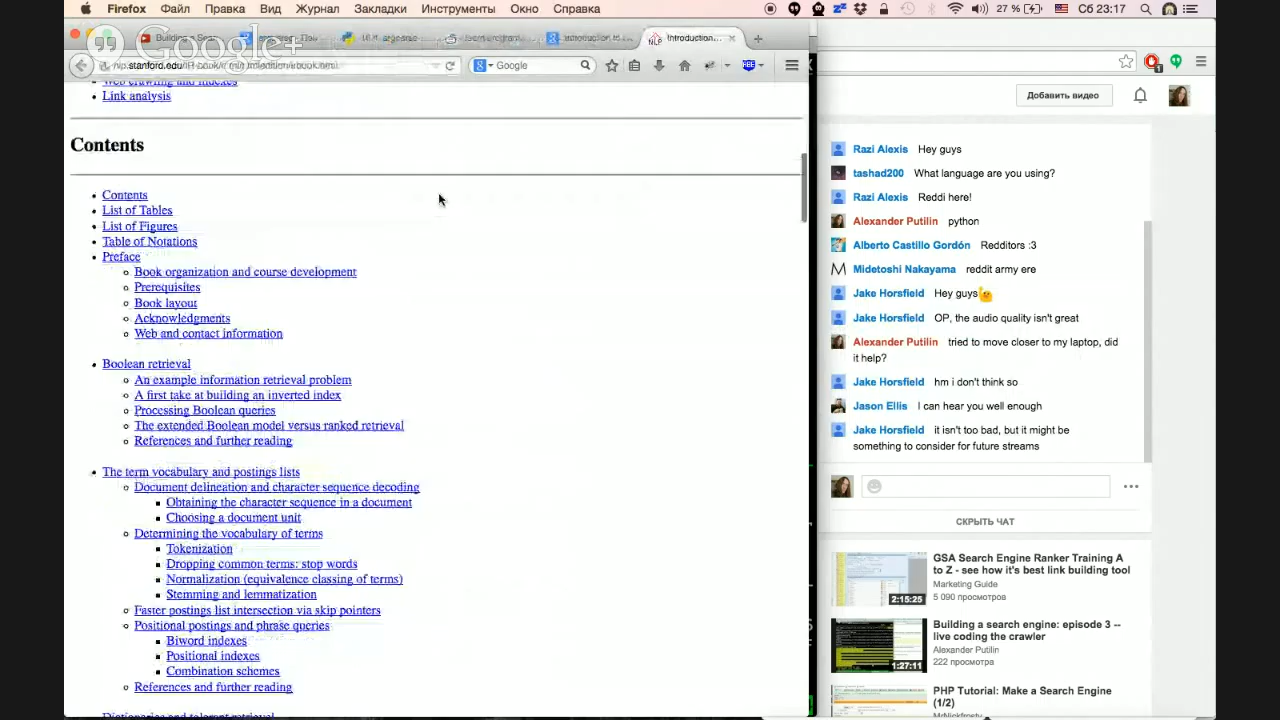 Firefox Файл Правка Вид Журнал Закладки Инструменты Окно Справка
27 % Сб 23:17
Google+
Introduction...
.stanford.edu/IR-book/
Google
Web crawling and indexes
Link analysis
Contents
Contents
List of Tables
List of Figures
Table of Notations
Preface
Book organization and course development
Prerequisites
Book layout
Acknowledgments
Web and contact information
Boolean retrieval
An example information retrieval problem
A first take at building an inverted index
Processing Boolean queries
The extended Boolean model versus ranked retrieval
References and further reading
The term vocabulary and postings lists
Document delineation and character sequence decoding
Obtaining the character sequence in a document
Choosing a document unit
Determining the vocabulary of terms
Tokenization
Dropping common terms: stop words
Normalization (equivalence classing of terms)
Stemming and lemmatization
Faster postings list intersection via skip pointers
Positional postings and phrase queries
Biword indexes
Positional indexes
Combination schemes
References and further reading
Dictionaries and tolerant retrieval
Добавить видео
Razi Alexis Hey guys
tashad200 What language are you using?
Razi Alexis Reddi here!
Alexander Putilin python
Alberto Castillo Gordón Redditors :3
Midetoshi Nakayama reddit army ere
Jake Horsfield Hey guys
Jake Horsfield OP, the audio quality isn't great
Alexander Putilin tried to move closer to my laptop, did
it help?
Jake Horsfield hm i don't think so
Jason Ellis I can hear you well enough
Jake Horsfield it isn't too bad, but it might be
something to consider for future streams
СКРЫТЬ ЧАТ
GSA Search Engine Ranker Training A
to Z - see how it's best link building tool
Marketing Guide
5 090 просмотров
2:15:25
Building a search engine: episode 3 --
live coding the crawler
Alexander Putilin
222 просмотра
1:27:11
PHP Tutorial: Make a Search Engine
(1/2)